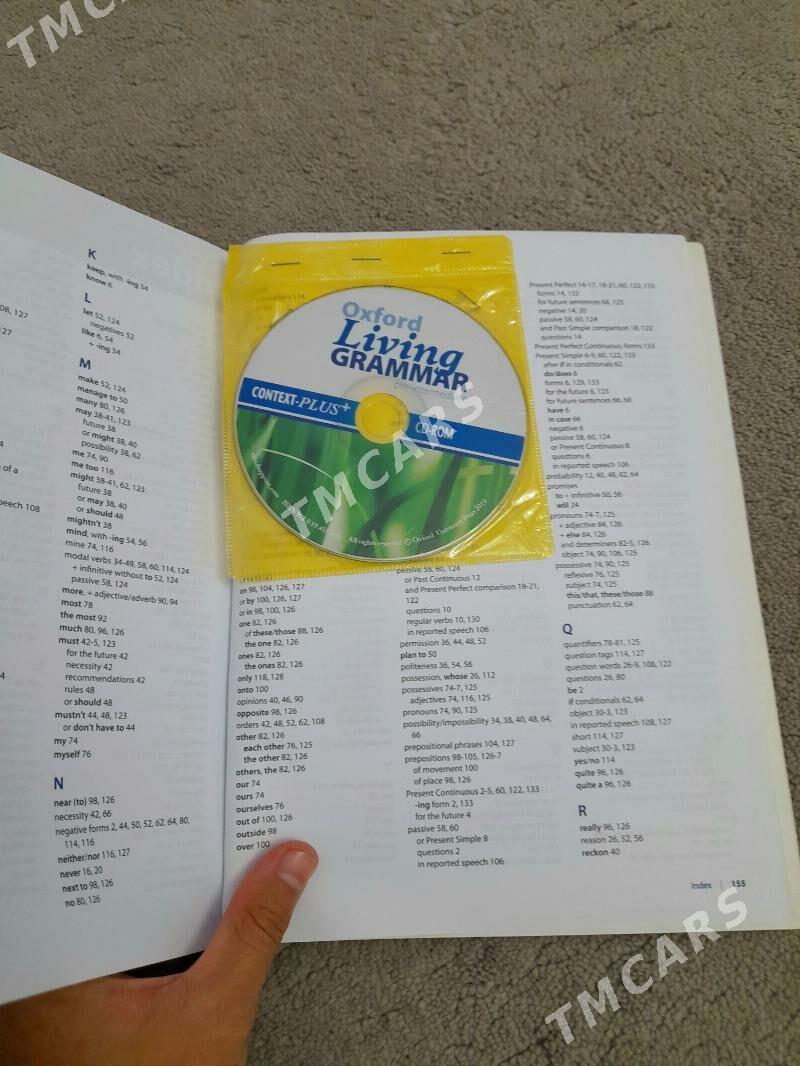 TMCARS
K
keep, with -ing 54
know 6
L
let 52, 124
negatives 52
like 6, 54
+ -ing 54
M
make 52, 124
manage to 50
many 80, 126
may 38-41, 123
future 38
or might 38, 40
possibility 38, 62
me 74, 90
me too 116
might 38-41, 62, 123
future 38
or may 38, 40
or should 48
mightn't 38
mind, with -ing 54, 56
mine 74, 116
modal verbs 34-49, 58, 60, 114, 124
+ infinitive without to 52, 124
passive 58, 124
more, + adjective/adverb 90, 94
most 78
the most 92
much 80, 96, 126
must 42-5, 123
for the future 42
necessity 42
recommendations 42
rules 48
or should 48
mustn't 44, 48, 123
or don't have to 44
my 74
myself 76
N
near (to) 98, 126
necessity 42, 66
negative forms 2, 44, 50, 52, 62, 64, 80,
114, 116
neither/nor 116, 127
never 16, 20
next to 98, 126
no 80, 126
Oxford
Living
GRAMMAR
pre-intermediate
CONTEXT-PLUS+
CD-ROM
All rights reserved © Oxford University Press 2010
TMCARS
on 98, 104, 126, 127
or by 100, 126, 127
or in 98, 100, 126
one 82, 126
of these/those 88, 126
the one 82, 126
ones 82, 126
the ones 82, 126
only 118, 128
onto 100
opinions 40, 46, 90
opposite 98, 126
orders 42, 48, 52, 62, 108
other 82, 126
each other 76, 125
the other 82, 126
others, the 82, 126
our 74
ours 74
ourselves 76
out of 100, 126
outside 98
over 100
passive 58, 60, 124
or Past Continuous 12
and Present Perfect comparison 18-21,
122
questions 10
regular verbs 10, 130
in reported speech 106
permission 36, 44, 48, 52
plan to 50
politeness 36, 54, 56
possession, whose 26, 112
possessives 74-7, 125
adjectives 74, 116, 125
pronouns 74, 90, 125
possibility/impossibility 34, 38, 40, 48, 64,
66
prepositional phrases 104, 127
prepositions 98-105, 126-7
of movement 100
of place 98, 126
Present Continuous 2-5, 60, 122, 133
-ing form 2, 133
for the future 4
passive 58, 60
or Present Simple 8
questions 2
in reported speech 106
Present Perfect 14-17, 18-21, 60, 122, 133
forms 14, 133
for future sentences 68, 125
negative 14, 20
passive 58, 60, 124
and Past Simple comparison 18, 122
questions 14
Present Perfect Continuous, forms 133
Present Simple 6-9, 60, 122, 133
after if in conditionals 62
do/does 6
forms 6, 129, 133
for the future 6, 125
for future sentences 66, 68
have 6
in case 66
negative 6
passive 58, 60, 124
or Present Continuous 8
questions 6
in reported speech 106
probability 12, 40, 48, 62, 64
promises
to + infinitive 50, 56
will 24
pronouns 74-7, 125
+ adjective 84, 126
+ else 84, 126
and determiners 82-5, 126
object 74, 90, 106, 125
possessive 74, 90, 125
reflexive 76, 125
subject 74, 125
this/that, these/those 88
punctuation 62, 64
Q
quantifiers 78-81, 125
question tags 114, 127
question words 26-9, 108, 122
questions 26, 80
be 2
if conditionals 62, 64
object 30-3, 123
in reported speech 108, 127
short 114, 127
subject 30-3, 123
yes/no 114
quite 96, 126
quite a 96, 126
R
really 96, 126
reason 26, 52, 56
reckon 40
Index | 155
TMCARS